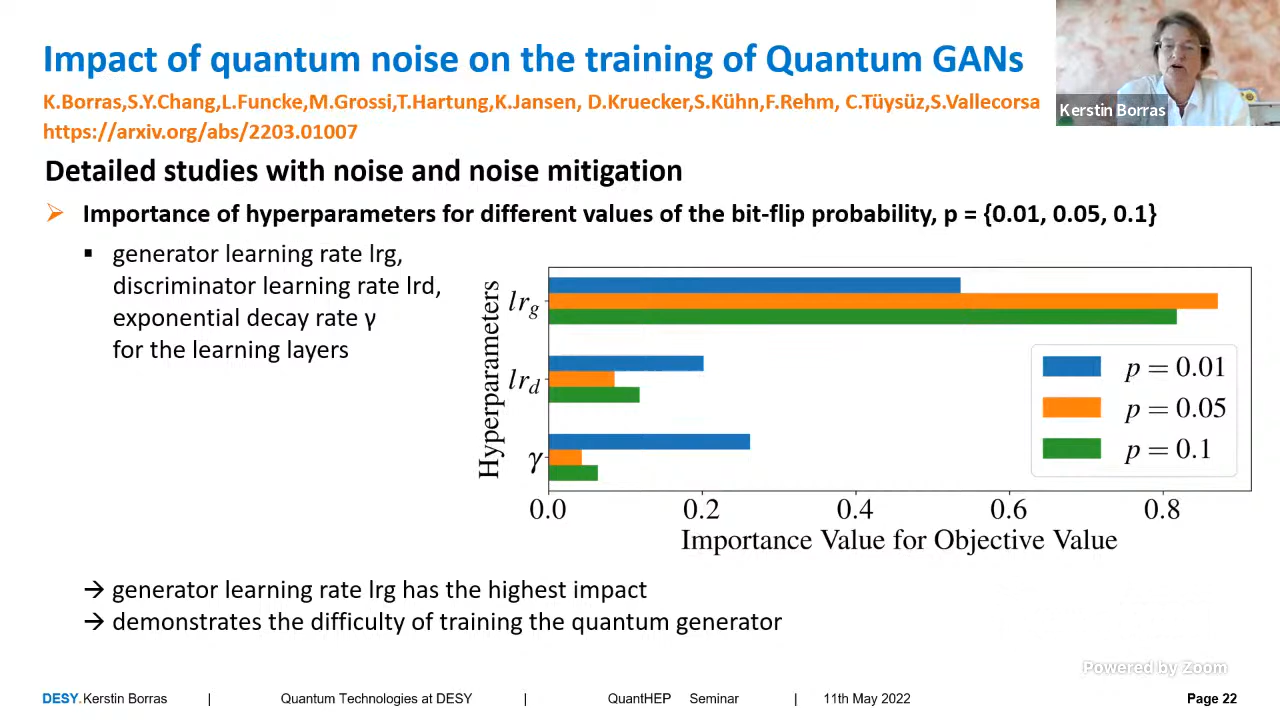 Impact of quantum noise on the training of Quantum GANs
K.Borras,S.Y.Chang,L.Funcke,M.Grossi,T.Hartung,K.Jansen, D.Kruecker,S.Kühn,F.Rehm, C.Tüysüz,S.Vallecorsa
https://arxiv.org/abs/2203.01007
Kerstin Borras
Detailed studies with noise and noise mitigation
➢ Importance of hyperparameters for different values of the bit-flip probability, p = {0.01, 0.05, 0.1}
▪ generator learning rate lrg,
discriminator learning rate lrd,
exponential decay rate γ
for the learning layers
Hyperparameters
lr_g
lr_d
γ
p = 0.01
p = 0.05
p = 0.1
0.0 0.2 0.4 0.6 0.8
Importance Value for Objective Value
→ generator learning rate lrg has the highest impact
→ demonstrates the difficulty of training the quantum generator
Powered by Zoom
DESY. Kerstin Borras | Quantum Technologies at DESY | QuantHEP Seminar | 11th May 2022 Page 22